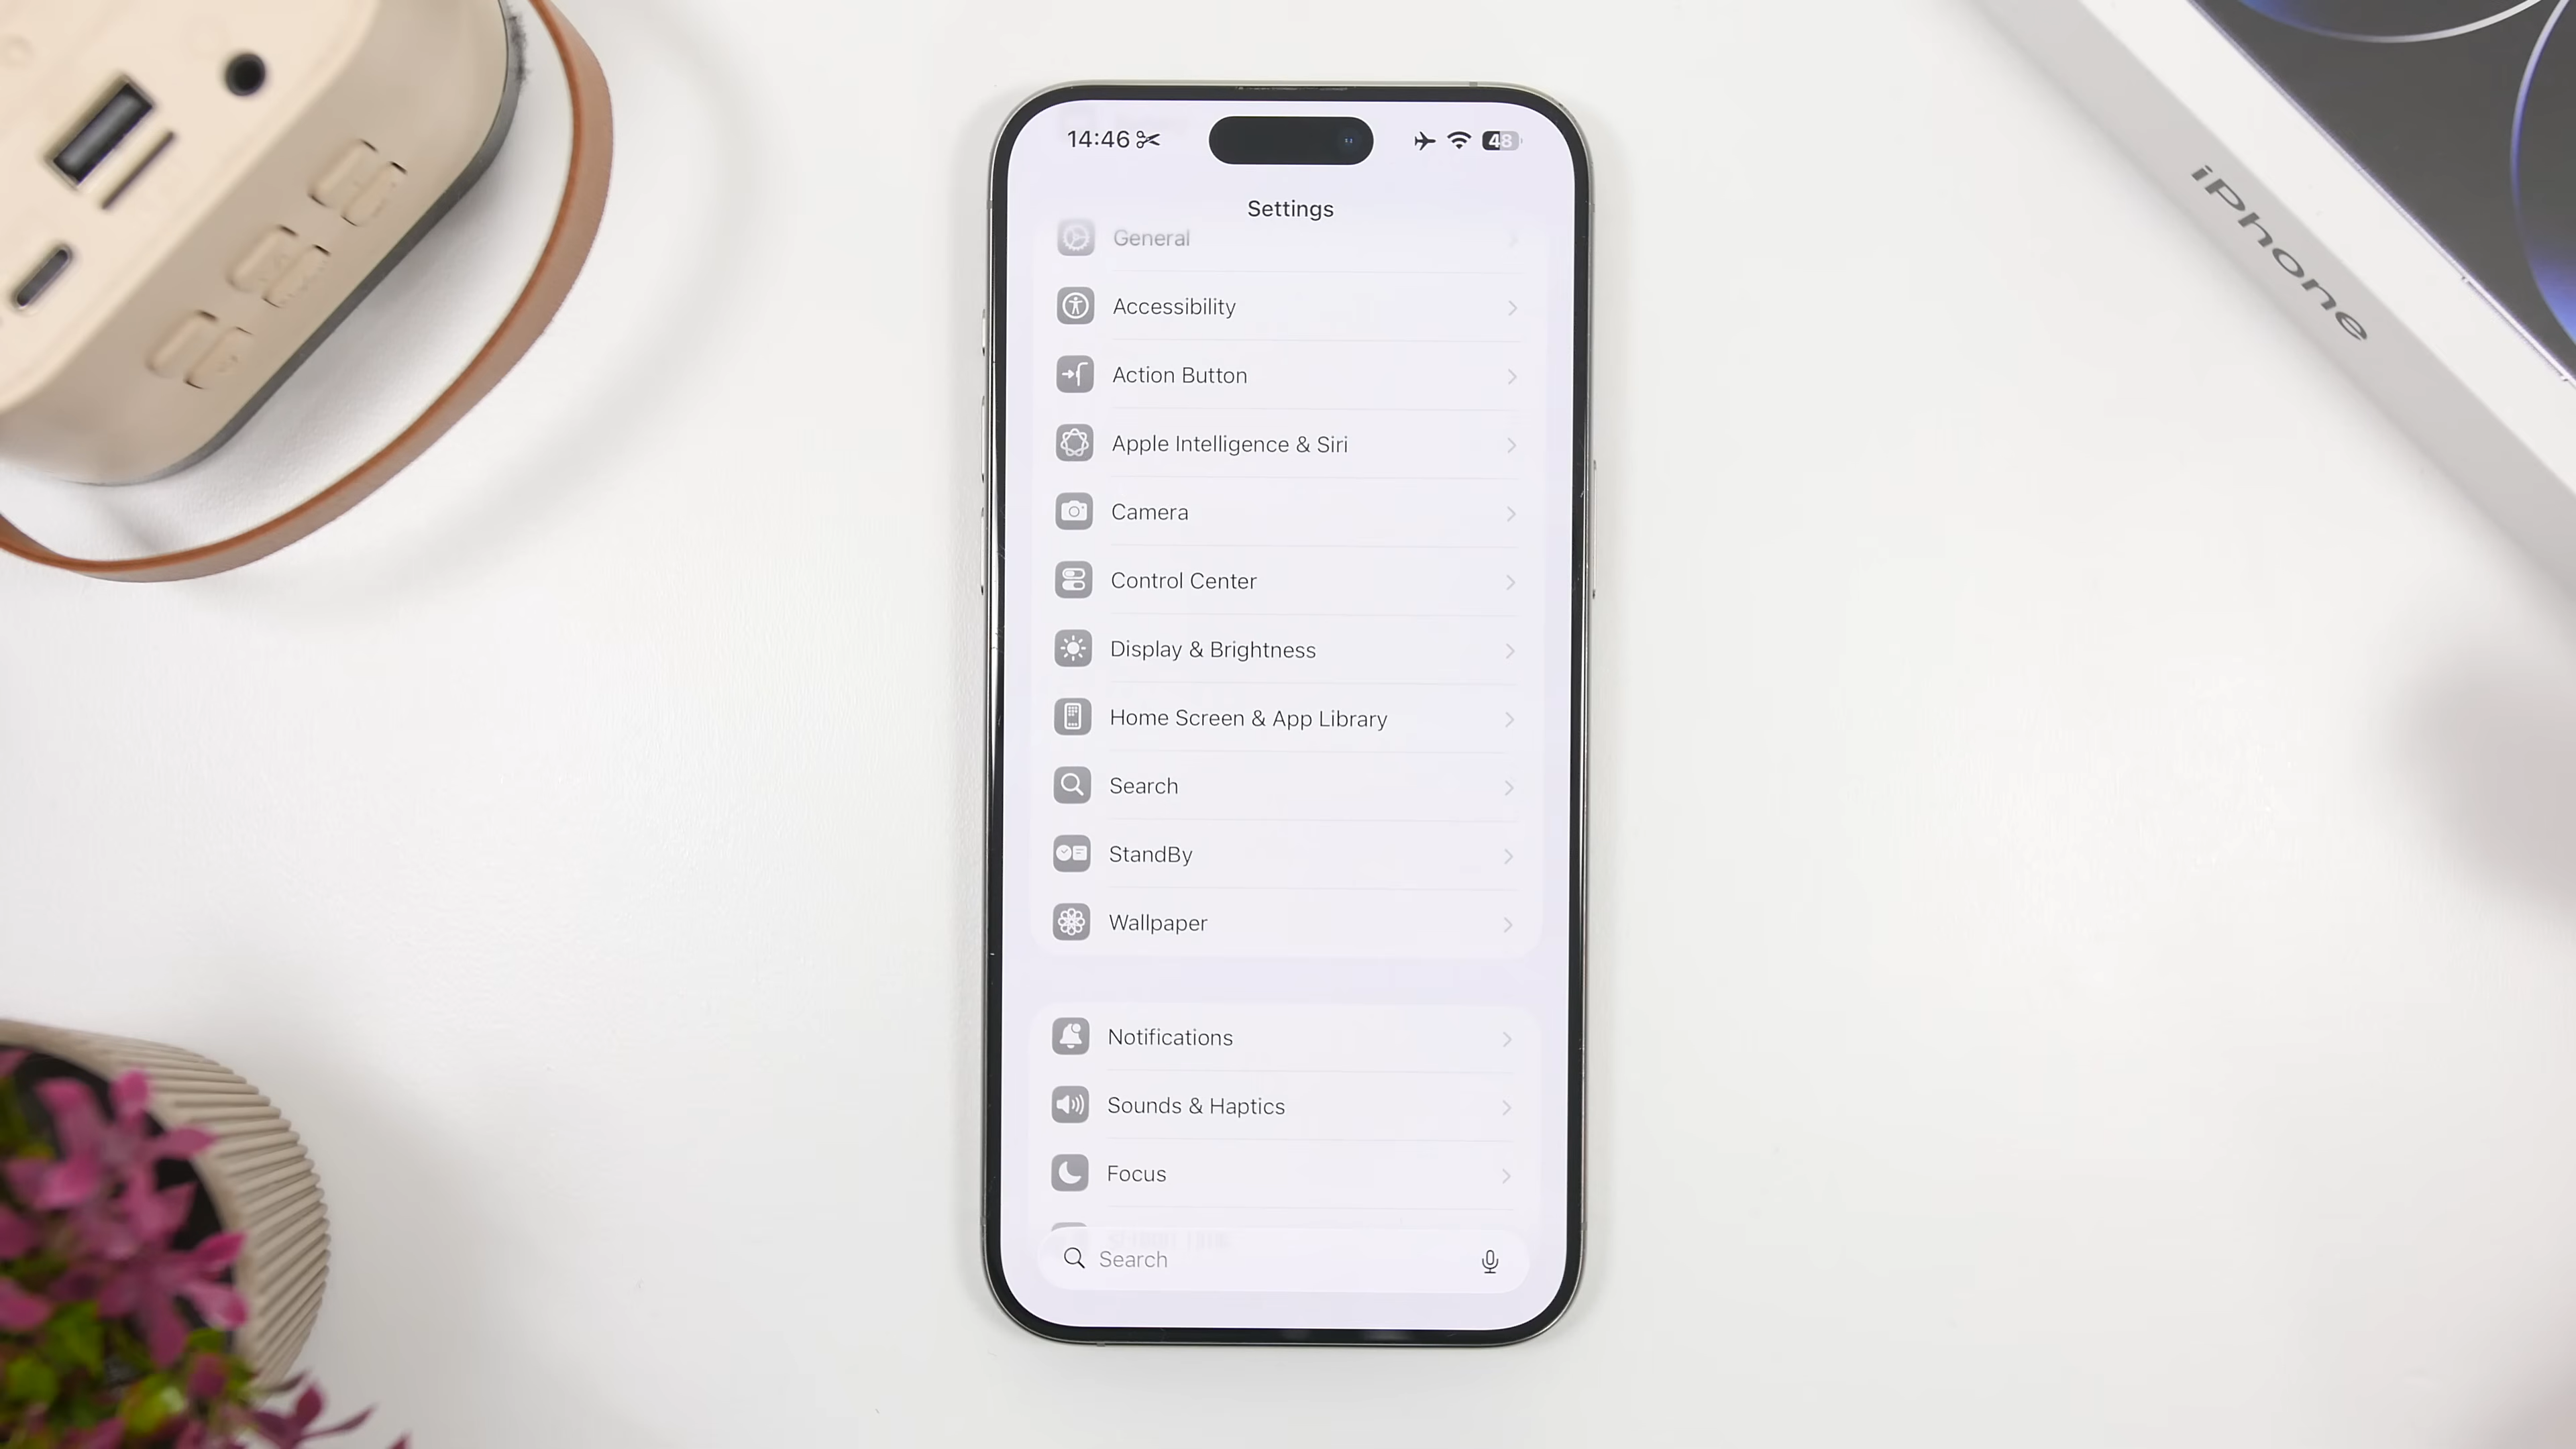 14:46
48
Settings
General
Accessibility
Action Button
Apple Intelligence & Siri
Camera
Control Center
Display & Brightness
Home Screen & App Library
Search
StandBy
Wallpaper
Notifications
Sounds & Haptics
Focus
Search
iPhone